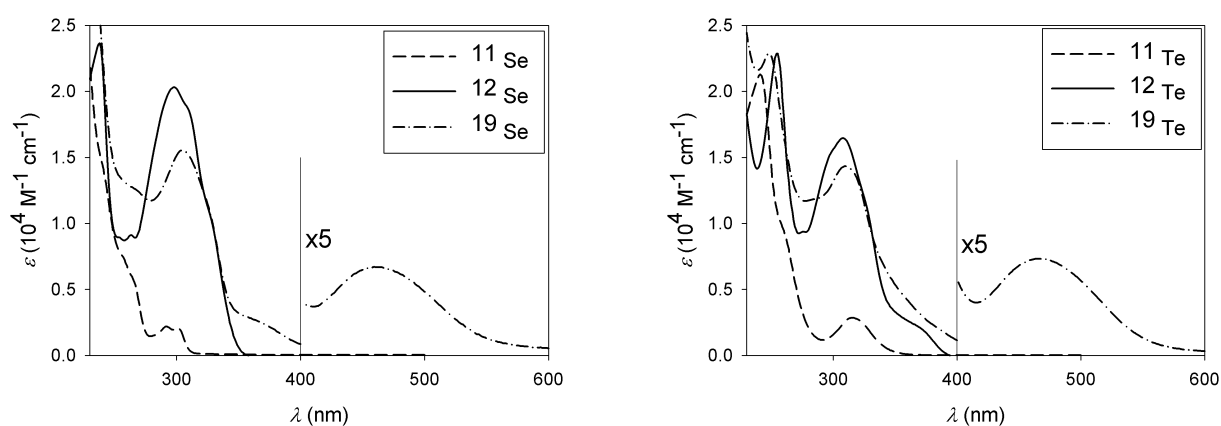 2.5
2.0
1.5
1.0
0.5
0.0
ε (10⁴ M⁻¹ cm⁻¹)
11 Se
12 Se
19 Se
x5
300 400 500 600
λ (nm)
2.5
2.0
1.5
1.0
0.5
0.0
ε (10⁴ M⁻¹ cm⁻¹)
11 Te
12 Te
19 Te
x5
300 400 500 600
λ (nm)